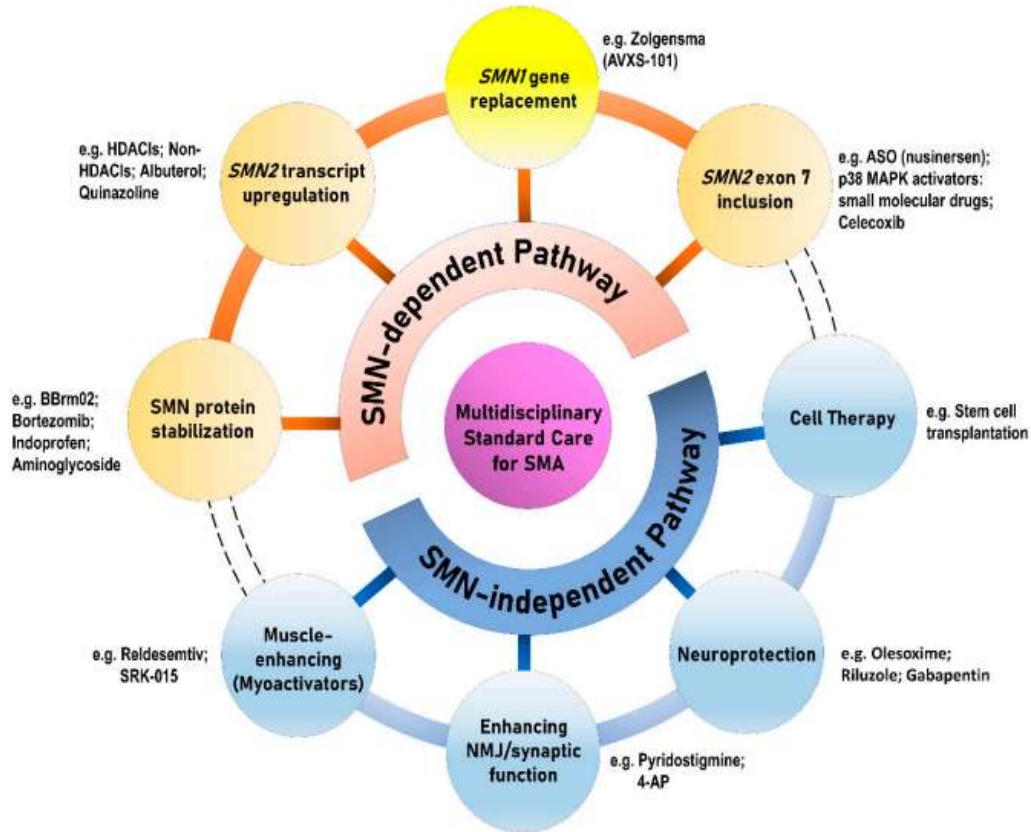 SMN1 gene
replacement
e.g. Zolgensma
(AVXS-101)
SMN2 transcript
upregulation
e.g. HDACIs; Non-
HDACIs; Albuterol;
Quinazoline
SMN2 exon 7
inclusion
e.g. ASO (nusinersen);
p38 MAPK activators:
small molecular drugs;
Celecoxib
SMN-dependent Pathway
SMN protein
stabilization
e.g. BBrm02;
Bortezomib;
Indoprofen;
Aminoglycoside
Multidisciplinary
Standard Care
for SMA
Cell Therapy
e.g. Stem cell
transplantation
SMN-independent Pathway
Muscle-
enhancing
(Myoactivators)
e.g. Reldesemtiv;
SRK-015
Neuroprotection
e.g. Olesoxime;
Riluzole; Gabapentin
Enhancing
NMJ/synaptic
function
e.g. Pyridostigmine;
4-AP